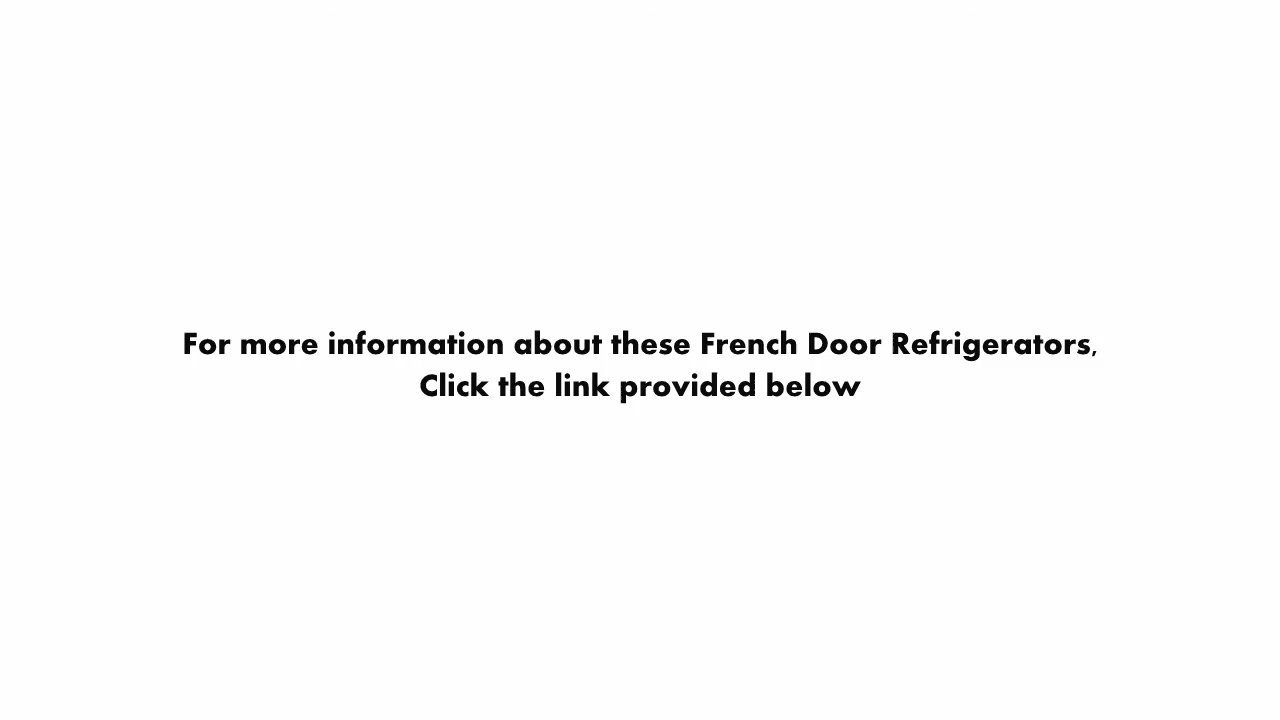 For more information about these French Door Refrigerators,
Click the link provided below